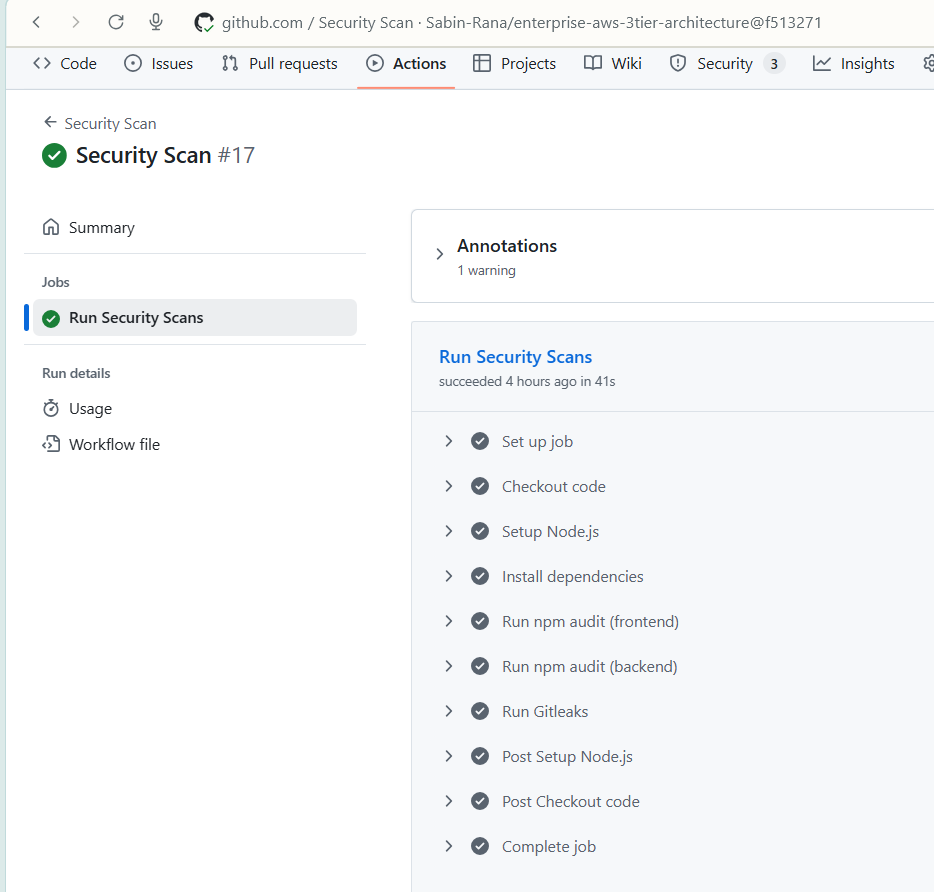 github.com / Security Scan · Sabin-Rana/enterprise-aws-3tier-architecture@f513271
Code Issues Pull requests Actions Projects Wiki Security 3 Insights
Security Scan
Security Scan #17
Summary
Jobs
Run Security Scans
Run details
Usage
Workflow file
Annotations
1 warning
Run Security Scans
succeeded 4 hours ago in 41s
Set up job
Checkout code
Setup Node.js
Install dependencies
Run npm audit (frontend)
Run npm audit (backend)
Run Gitleaks
Post Setup Node.js
Post Checkout code
Complete job